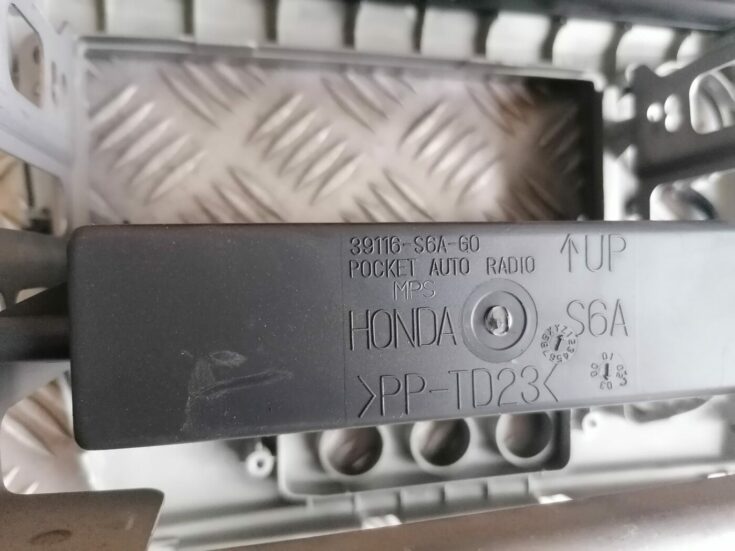 39116-S6A-G0
POCKET AUTO RADIO
MPS
↑UP
HONDA
S6A
>PP-TD23<